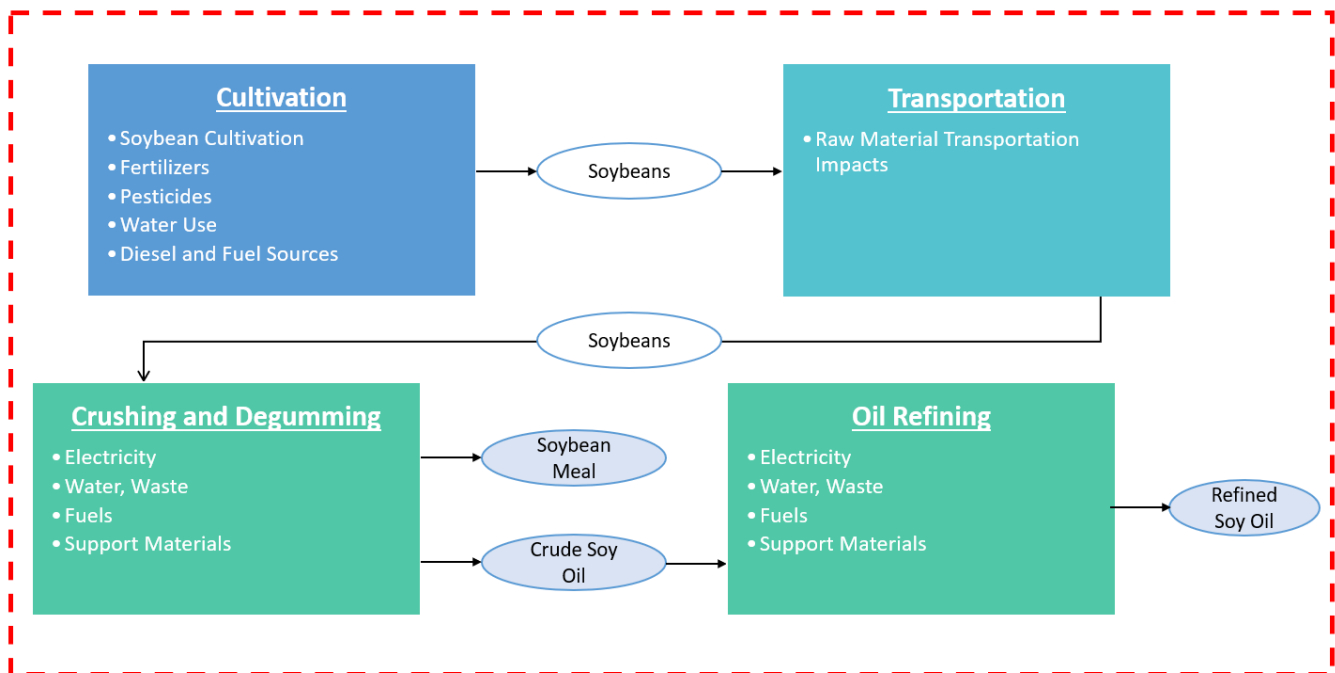 Cultivation
• Soybean Cultivation
• Fertilizers
• Pesticides
• Water Use
• Diesel and Fuel Sources
Soybeans
Transportation
• Raw Material Transportation
Impacts
Soybeans
Crushing and Degumming
• Electricity
• Water, Waste
• Fuels
• Support Materials
Soybean
Meal
Crude Soy
Oil
Oil Refining
• Electricity
• Water, Waste
• Fuels
• Support Materials
Refined
Soy Oil